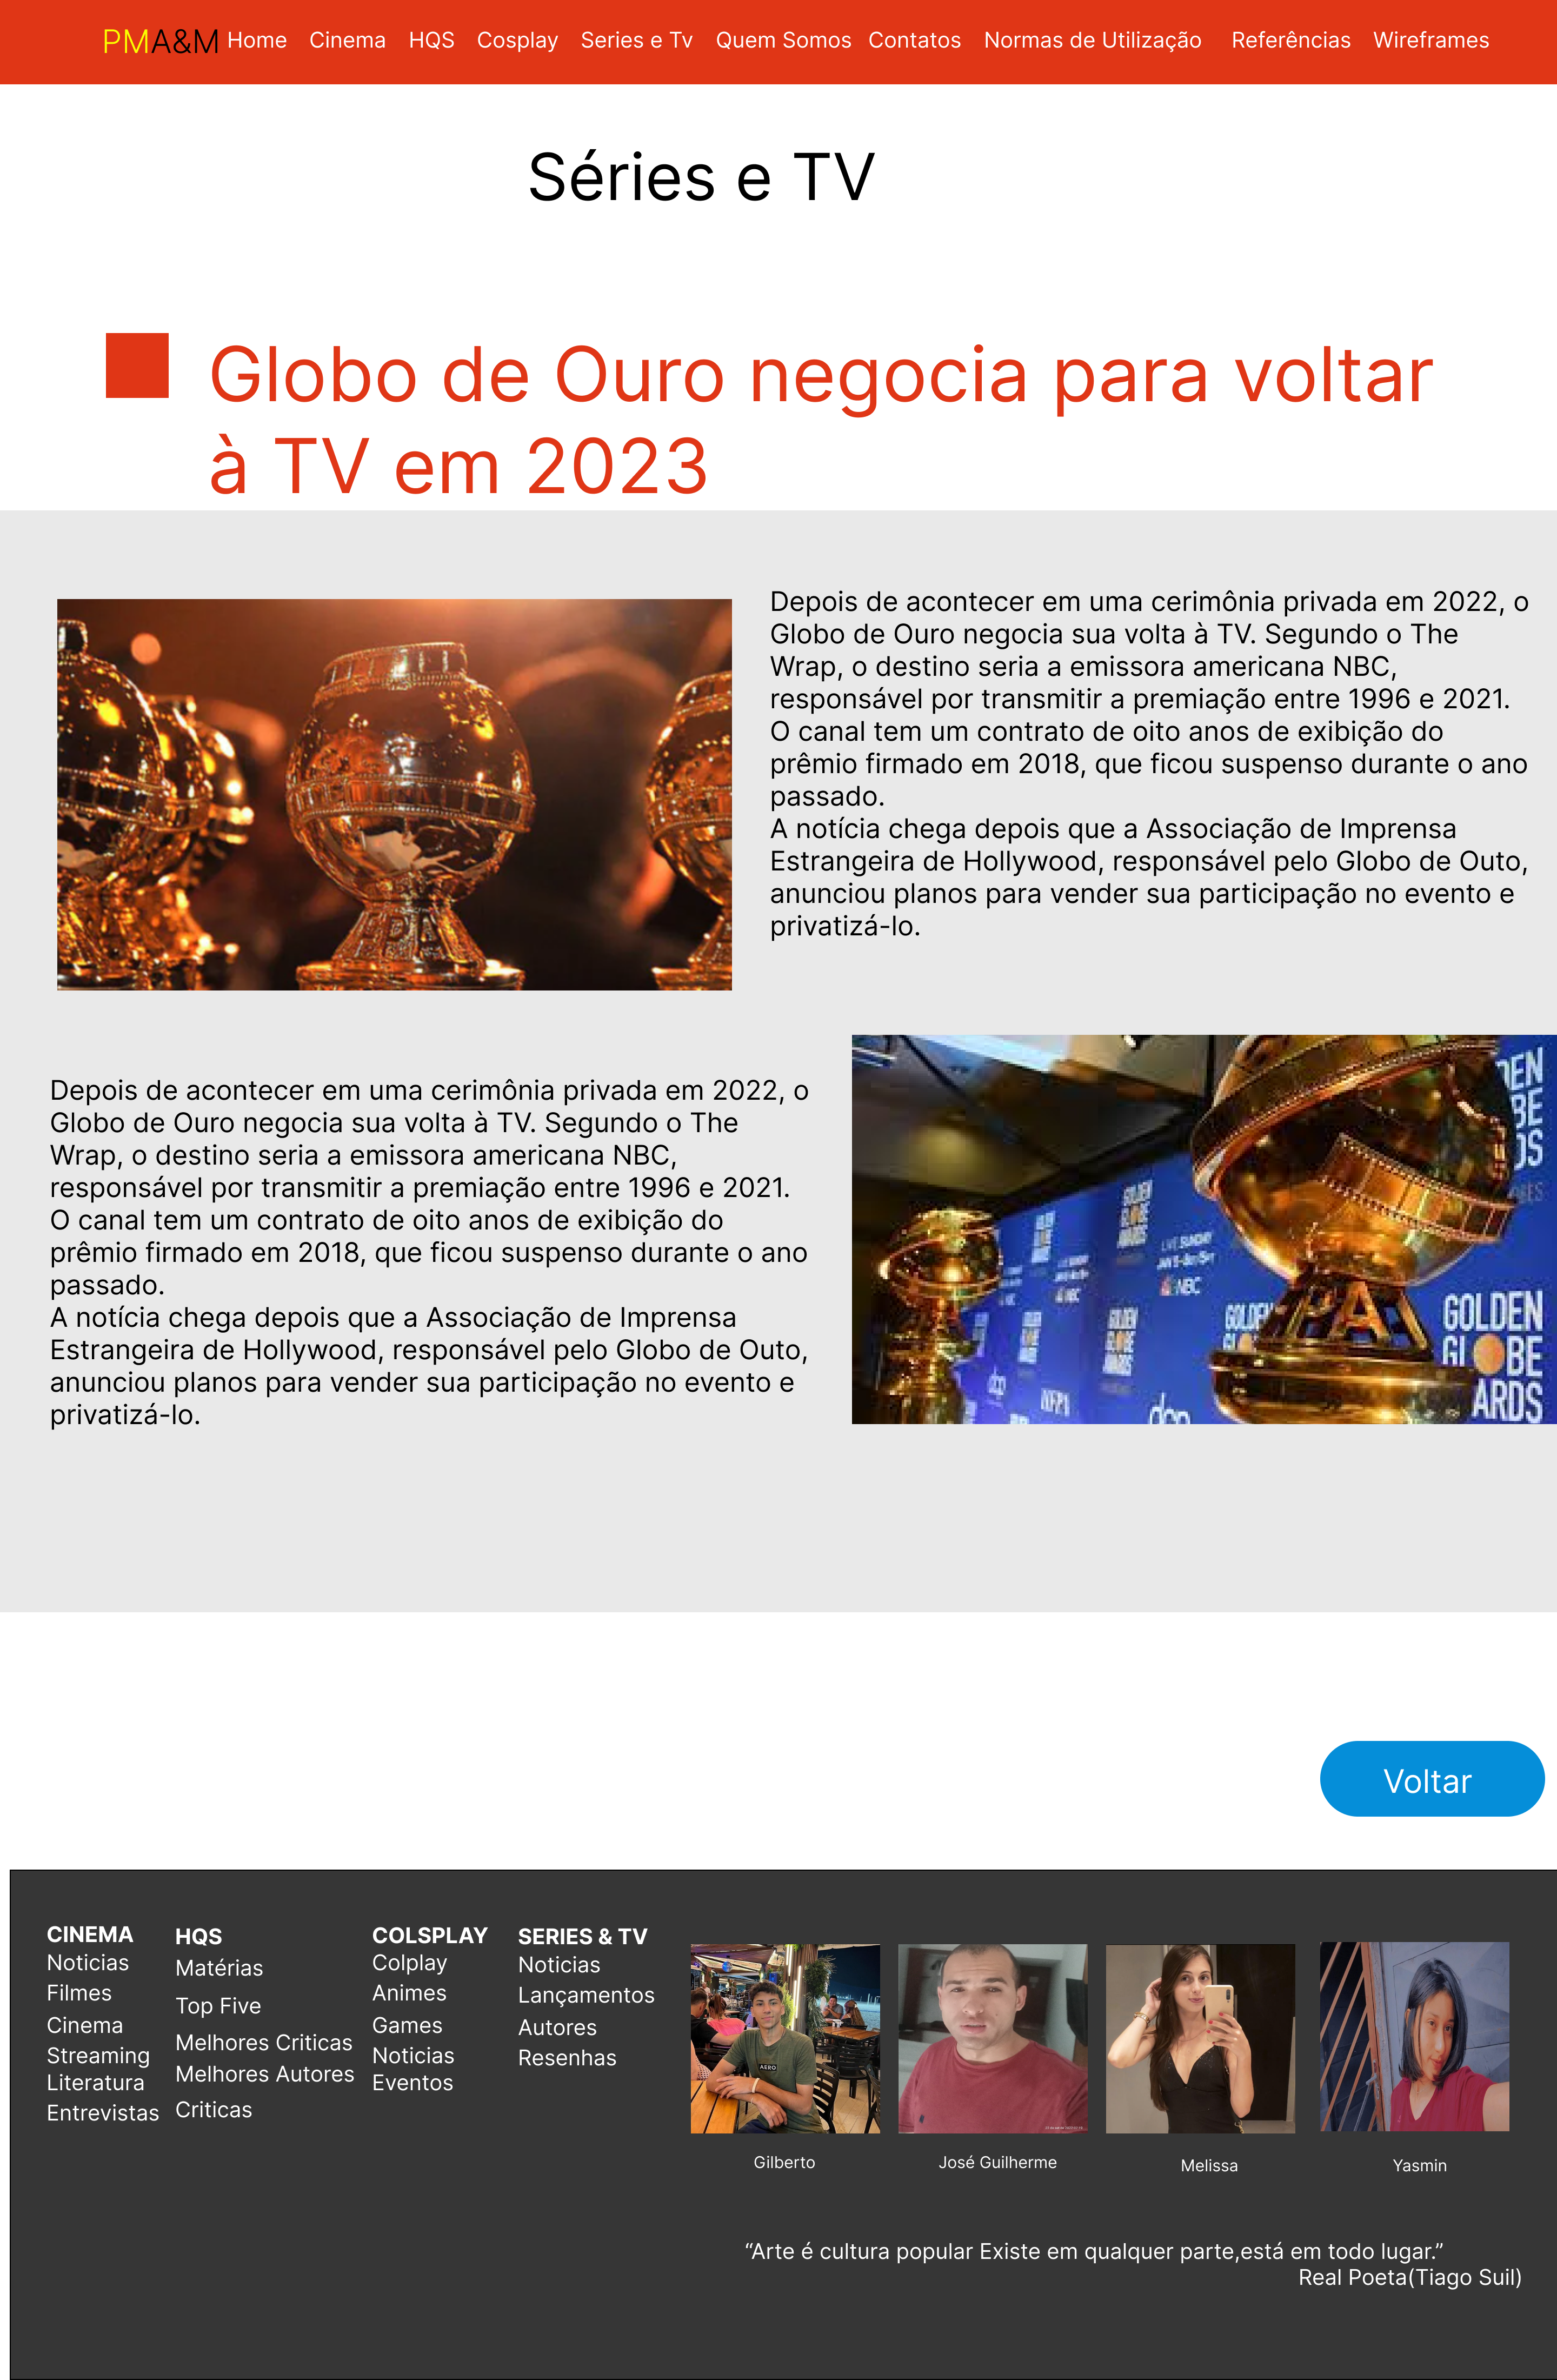 PMA&M Home Cinema HQS Cosplay Series e Tv Quem Somos Contatos Normas de Utilização Referências Wireframes
Séries e TV
Globo de Ouro negocia para voltar
à TV em 2023
Depois de acontecer em uma cerimônia privada em 2022, o
Globo de Ouro negocia sua volta à TV. Segundo o The
Wrap, o destino seria a emissora americana NBC,
responsável por transmitir a premiação entre 1996 e 2021.
O canal tem um contrato de oito anos de exibição do
prêmio firmado em 2018, que ficou suspenso durante o ano
passado.
A notícia chega depois que a Associação de Imprensa
Estrangeira de Hollywood, responsável pelo Globo de Outo,
anunciou planos para vender sua participação no evento e
privatizá-lo.
Depois de acontecer em uma cerimônia privada em 2022, o
Globo de Ouro negocia sua volta à TV. Segundo o The
Wrap, o destino seria a emissora americana NBC,
responsável por transmitir a premiação entre 1996 e 2021.
O canal tem um contrato de oito anos de exibição do
prêmio firmado em 2018, que ficou suspenso durante o ano
passado.
A notícia chega depois que a Associação de Imprensa
Estrangeira de Hollywood, responsável pelo Globo de Outo,
anunciou planos para vender sua participação no evento e
privatizá-lo.
LIVE SUNDAY
NBC
GOLDEN
GLOBE
AWARDS
GOLDEN
GL BE
ARDS
Voltar
CINEMA
Noticias
Filmes
Cinema
Streaming
Literatura
Entrevistas
HQS
Matérias
Top Five
Melhores Criticas
Melhores Autores
Criticas
COLSPLAY
Colplay
Animes
Games
Noticias
Eventos
SERIES & TV
Noticias
Lançamentos
Autores
Resenhas
AERO
Gilberto
José Guilherme
Melissa
Yasmin
“Arte é cultura popular Existe em qualquer parte,está em todo lugar.”
Real Poeta(Tiago Suil)